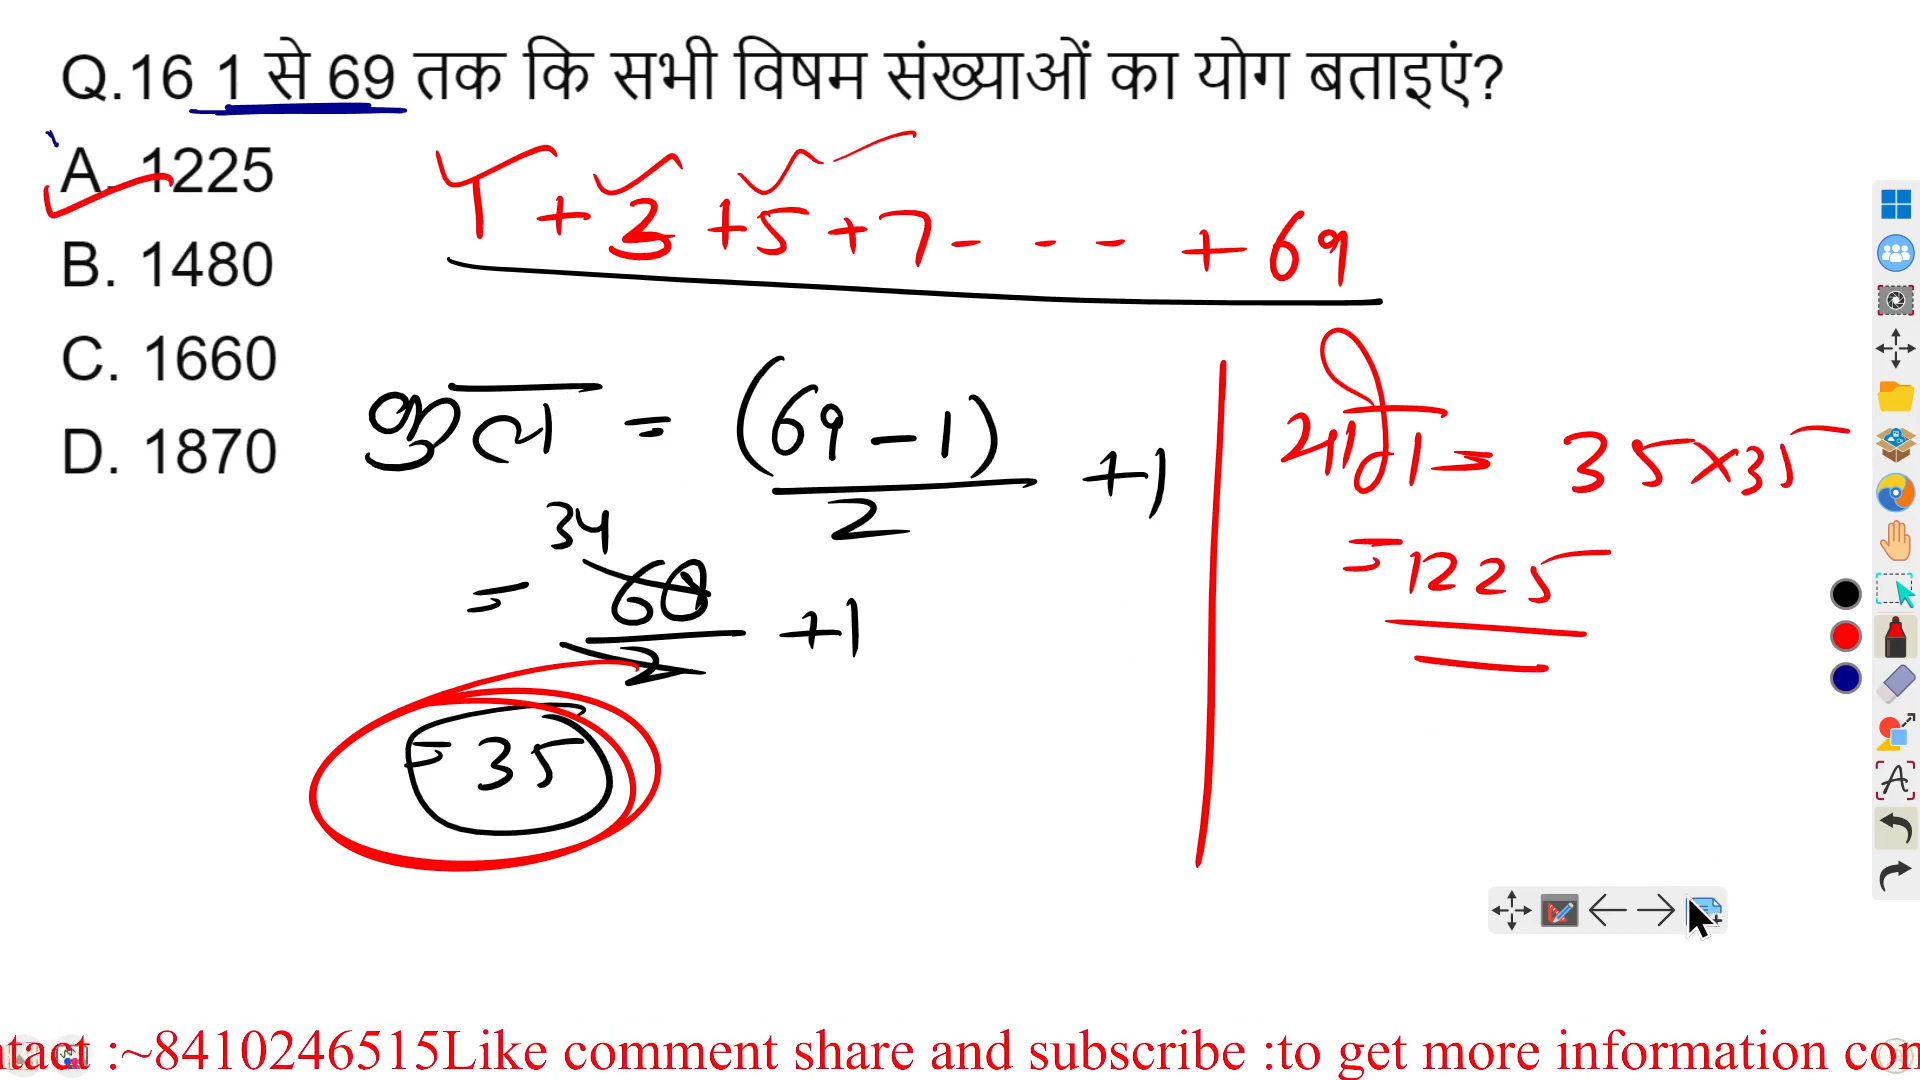 Q.16 1 से 69 तक कि सभी विषम संख्याओं का योग बताइएं?
A. 1225
B. 1480
C. 1660
D. 1870
1 + 3 + 5 + 7 - - - + 69
कुल = (69 - 1) / 2 + 1
34
= 68 / 2 + 1
= 35
योग = 35 × 35
= 1225
ntact :~8410246515Like comment share and subscribe :to get more information con